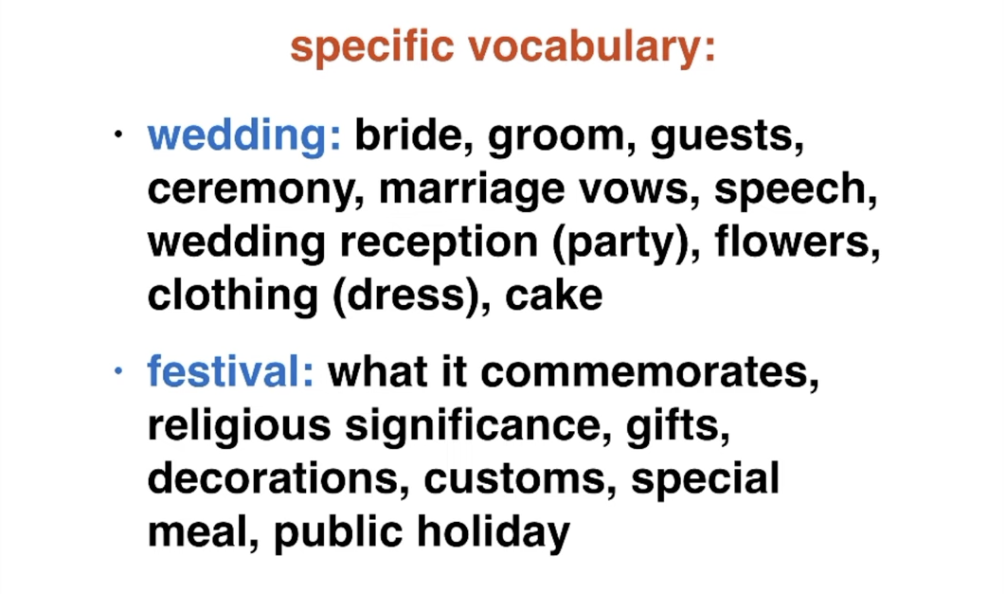 specific vocabulary:
• wedding: bride, groom, guests,
ceremony, marriage vows, speech,
wedding reception (party), flowers,
clothing (dress), cake
• festival: what it commemorates,
religious significance, gifts,
decorations, customs, special
meal, public holiday